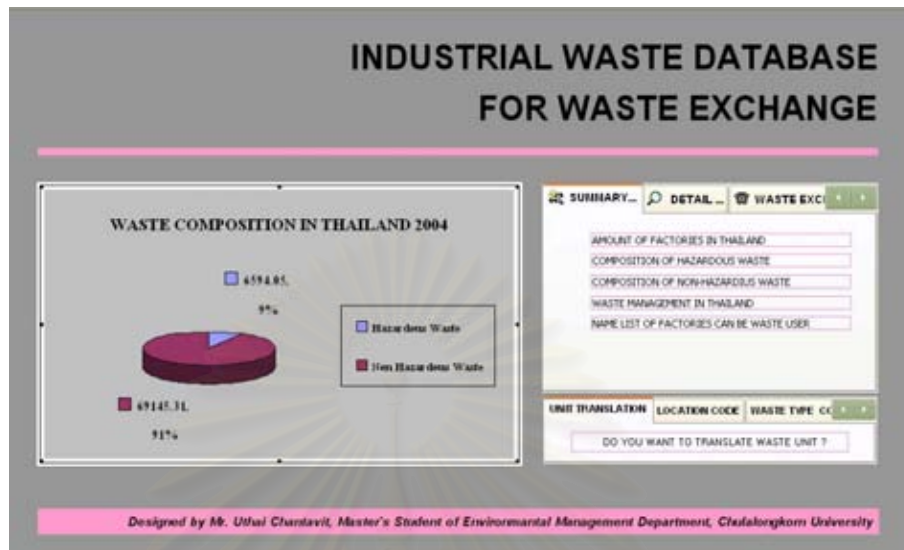 INDUSTRIAL WASTE DATABASE
FOR WASTE EXCHANGE
WASTE COMPOSITION IN THAILAND 2004
6594.05,
9%
Hazardous Waste
Non Hazardous Waste
69145.31,
91%
SUMMARY...
DETAIL ...
WASTE EXC
AMOUNT OF FACTORIES IN THAILAND
COMPOSITION OF HAZARDOUS WASTE
COMPOSITION OF NON-HAZARDIUS WASTE
WASTE MANAGEMENT IN THAILAND
NAME LIST OF FACTORIES CAN BE WASTE USER
UNIT TRANSLATION
LOCATION CODE
WASTE TYPE CO
DO YOU WANT TO TRANSLATE WASTE UNIT ?
Designed by Mr. Uthai Chantavit, Master's Student of Enviromantal Management Department, Chulalongkorn University